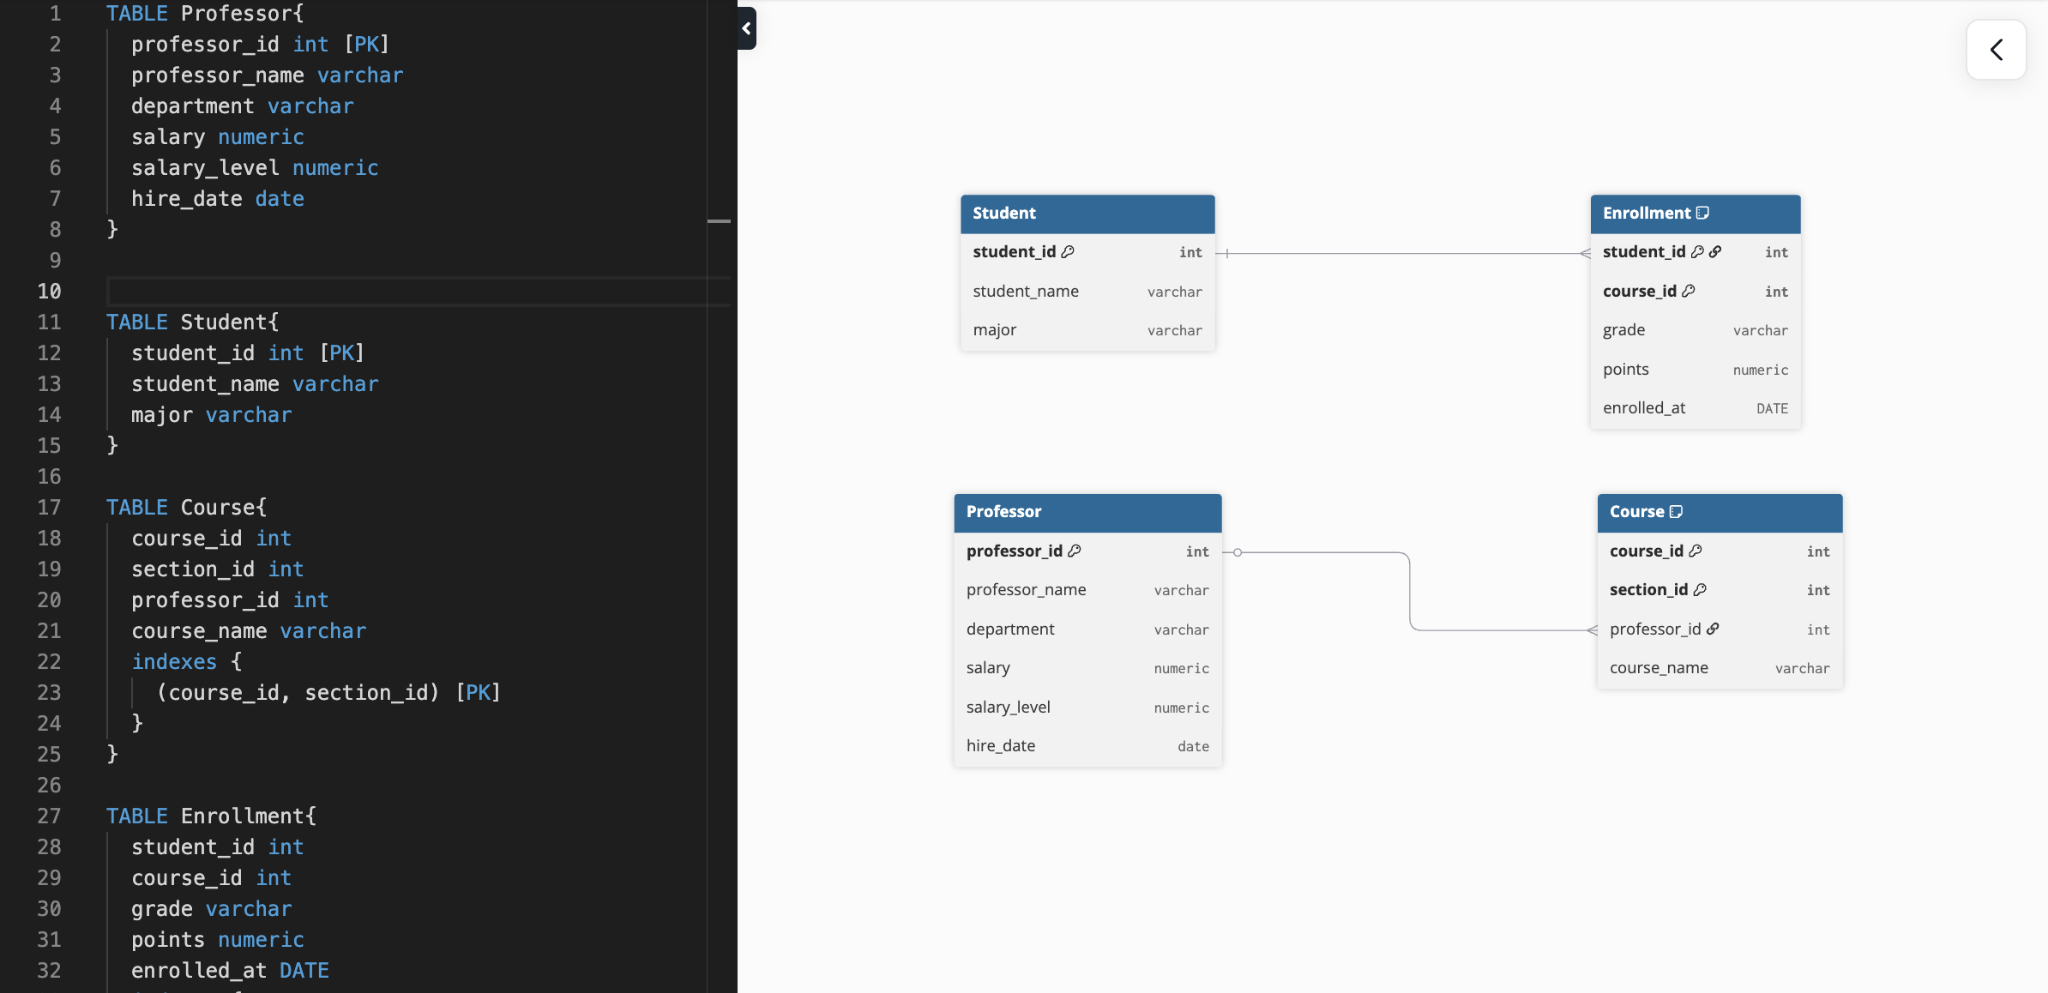 1 TABLE Professor{
2 professor_id int [PK]
3 professor_name varchar
4 department varchar
5 salary numeric
6 salary_level numeric
7 hire_date date
8 }
9
10
11 TABLE Student{
12 student_id int [PK]
13 student_name varchar
14 major varchar
15 }
16
17 TABLE Course{
18 course_id int
19 section_id int
20 professor_id int
21 course_name varchar
22 indexes {
23 (course_id, section_id) [PK]
24 }
25 }
26
27 TABLE Enrollment{
28 student_id int
29 course_id int
30 grade varchar
31 points numeric
32 enrolled_at DATE
Student
student_id int
student_name varchar
major varchar
Enrollment
student_id int
course_id int
grade varchar
points numeric
enrolled_at DATE
Professor
professor_id int
professor_name varchar
department varchar
salary numeric
salary_level numeric
hire_date date
Course
course_id int
section_id int
professor_id int
course_name varchar